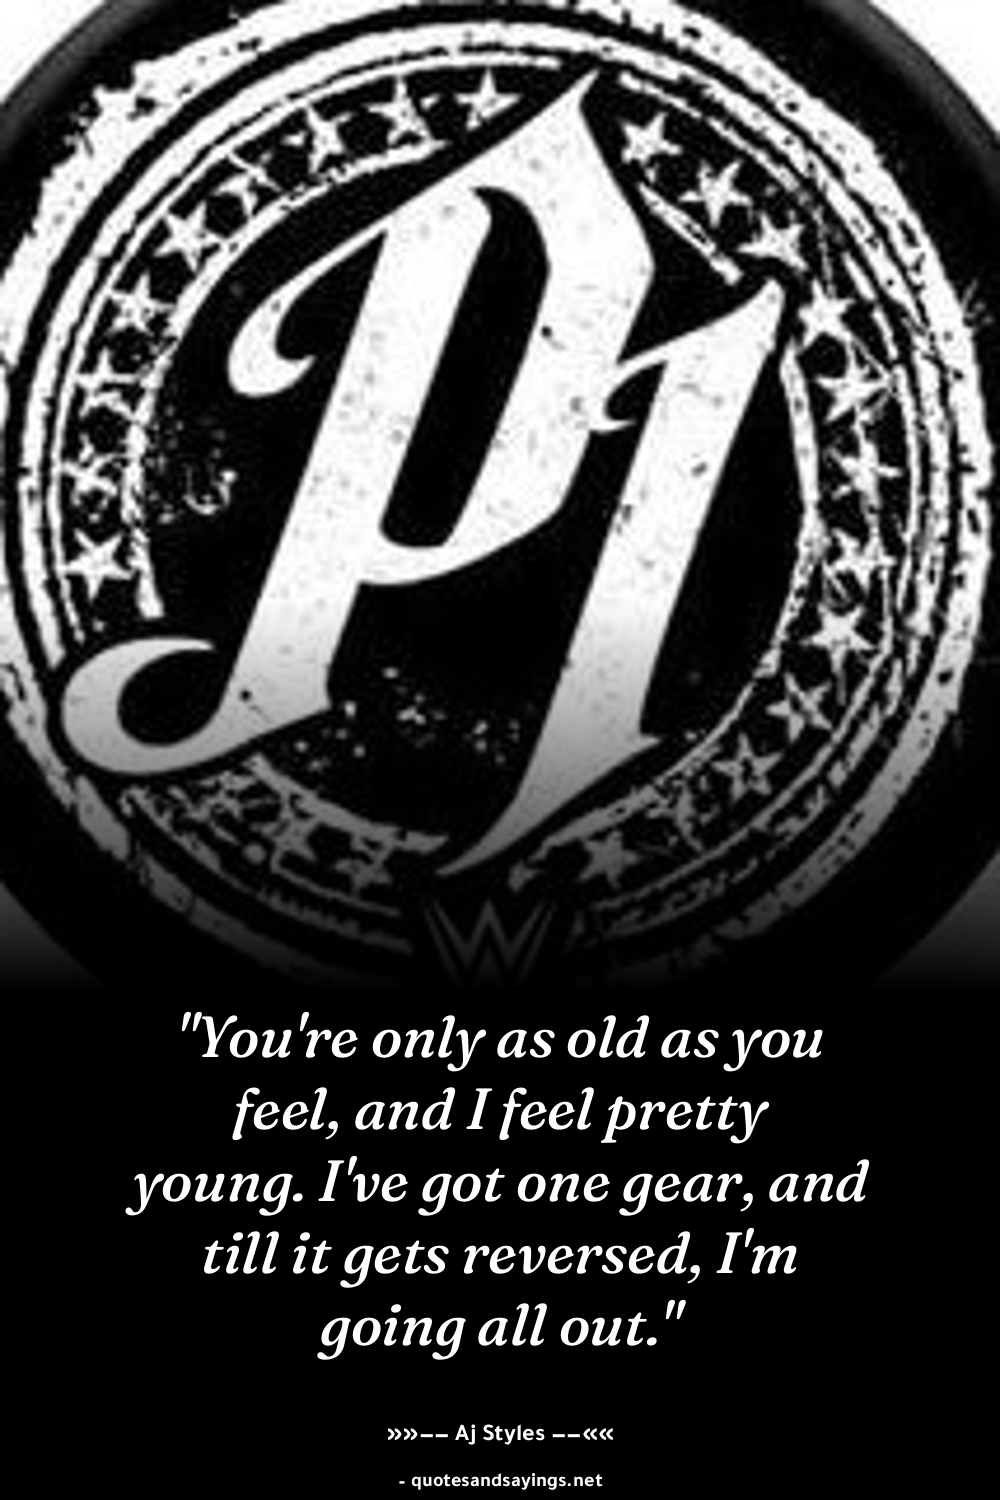 P1
W
"You're only as old as you
feel, and I feel pretty
young. I've got one gear, and
till it gets reversed, I'm
going all out."
»»−− Aj Styles −−««
- quotesandsayings.net